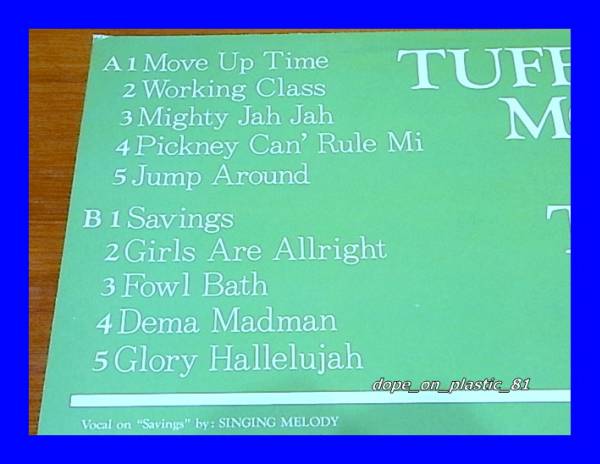 A 1 Move Up Time
2 Working Class
3 Mighty Jah Jah
4 Pickney Can' Rule Mi
5 Jump Around
B 1 Savings
2 Girls Are Allright
3 Fowl Bath
4 Dema Madman
5 Glory Hallelujah
Vocal on "Savings" by: SINGING MELODY
dope_on_plastic_81